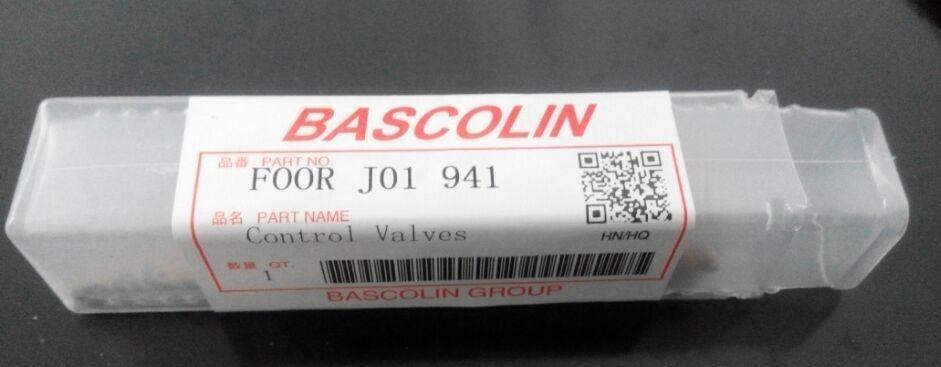 BASCOLIN
品番 PART NO.
FOOR J01 941
品名 PART NAME
Control Valves
HN/HQ
数量 QT.
1
BASCOLIN GROUP